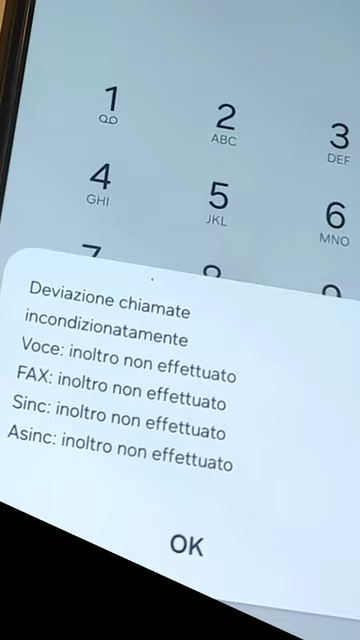 1
2
ABC
3
DEF
4
GHI
5
JKL
6
MNO
7
Deviazione chiamate
incondizionatamente
Voce: inoltro non effettuato
FAX: inoltro non effettuato
Sinc: inoltro non effettuato
Asinc: inoltro non effettuato
OK